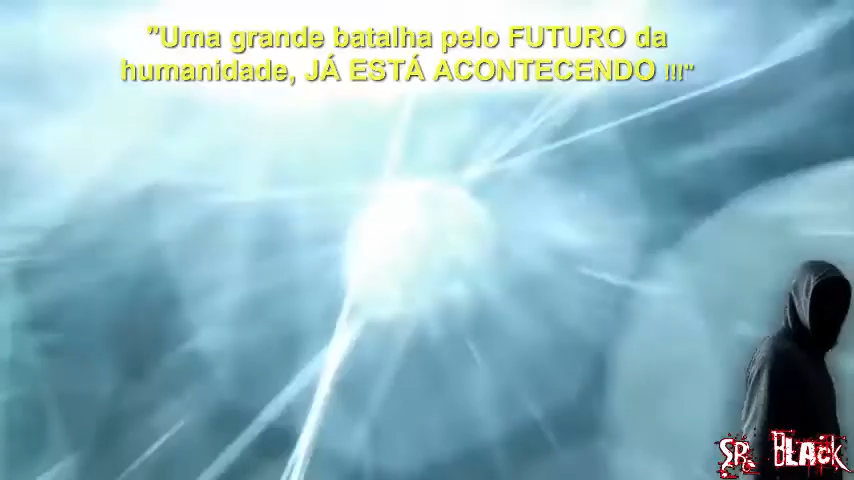 "Uma grande batalha pelo FUTURO da
humanidade, JÁ ESTÁ ACONTECENDO !!!"
SR. BLACK